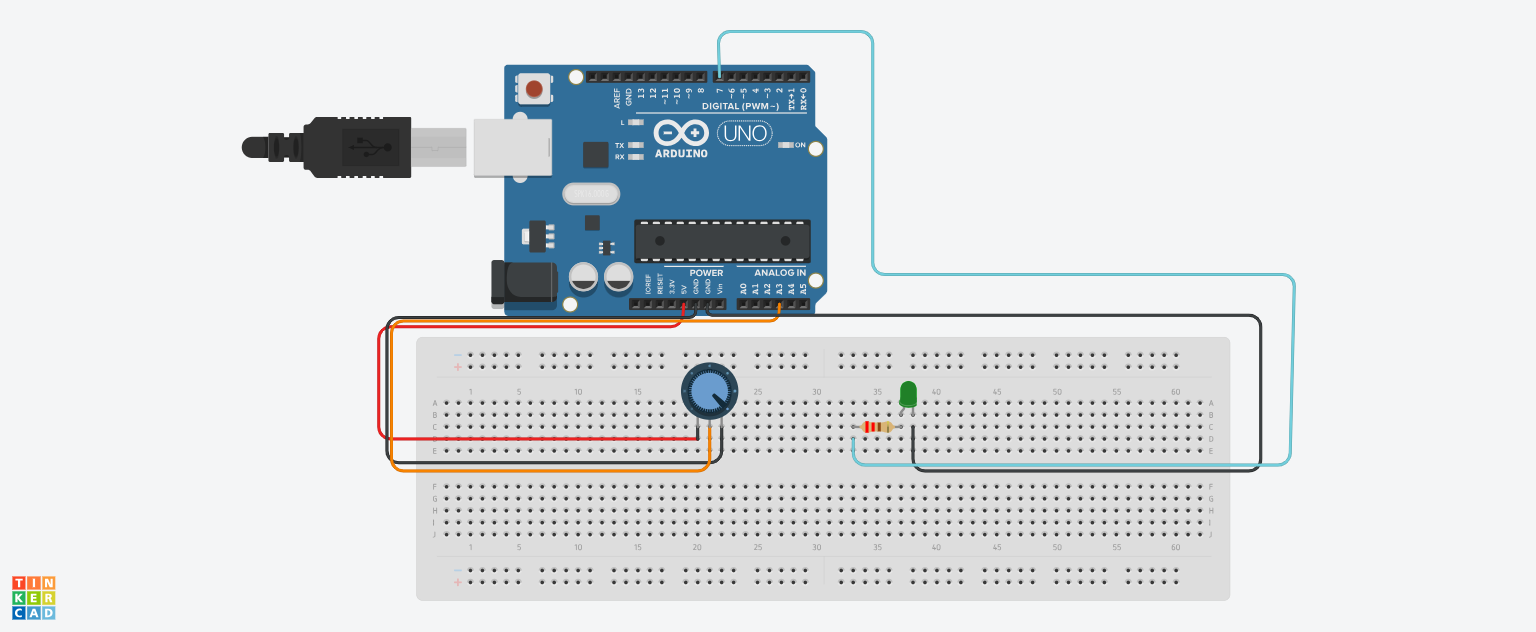 AREF GND 13 12 ~11 ~10 ~9 8 7 ~6 ~5 4 ~3 2 TX→1 RX←0
DIGITAL (PWM~)
L
TX
RX
UNO
ARDUINO
ON
POWER
ANALOG IN
IOREF RESET 3.3V 5V GND GND Vin A0 A1 A2 A3 A4 A5
− +
1 5 10 15 25 30 35 40 45 50 55 60
A A
B B
C C
D
E E
F F
G G
H H
I I
J J
1 5 10 15 20 25 30 35 40 45 50 55 60
− +
TIN
KER
CAD